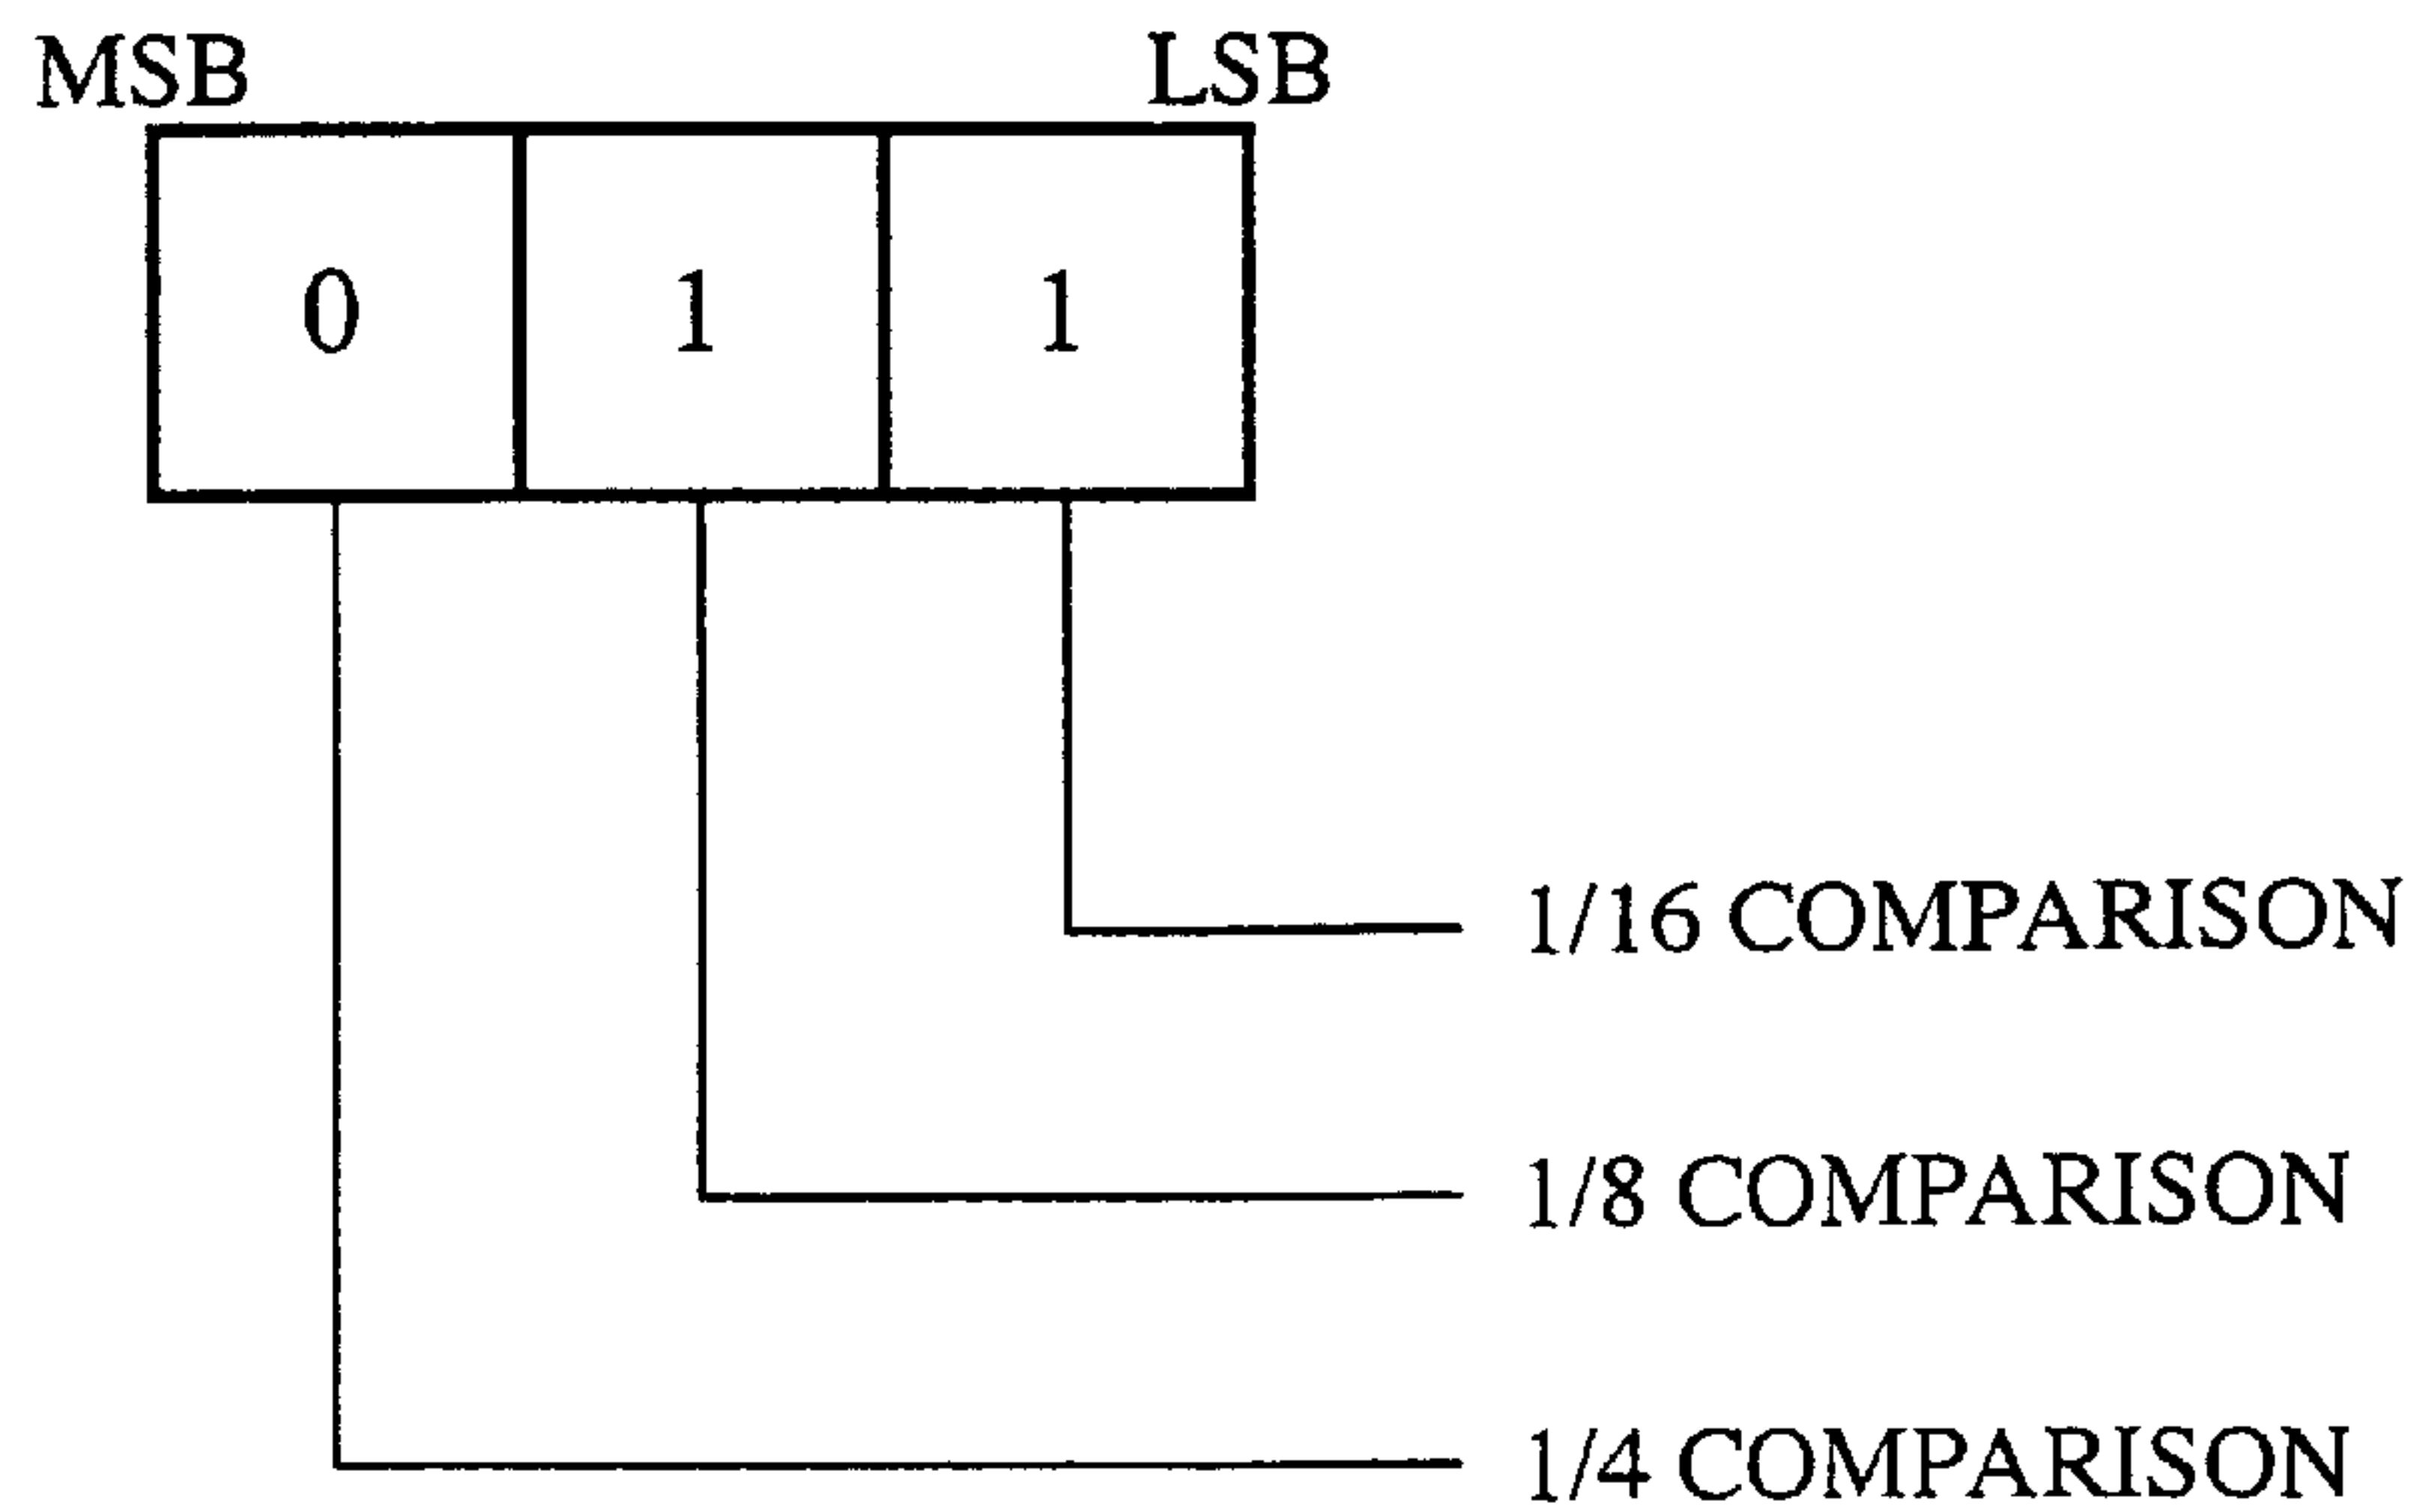 MSB LSB
0 1 1
1/16 COMPARISON
1/8 COMPARISON
1/4 COMPARISON